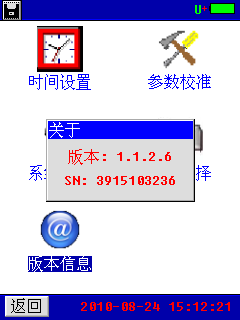 U+
时间设置 参数校准
关于
版本: 1.1.2.6
系 择
SN: 3915103236
@
版本信息
返回 2010-08-24 15:12:21